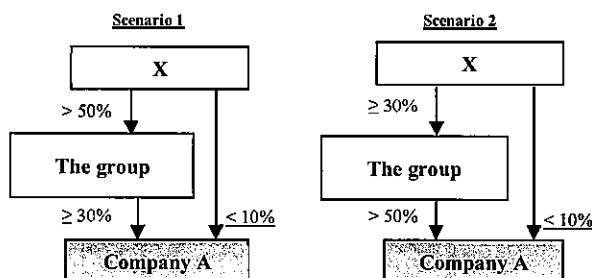 Scenario 1
X
> 50%
The group
≥ 30%
< 10%
Company A
Scenario 2
X
≥ 30%
The group
> 50%
< 10%
Company A